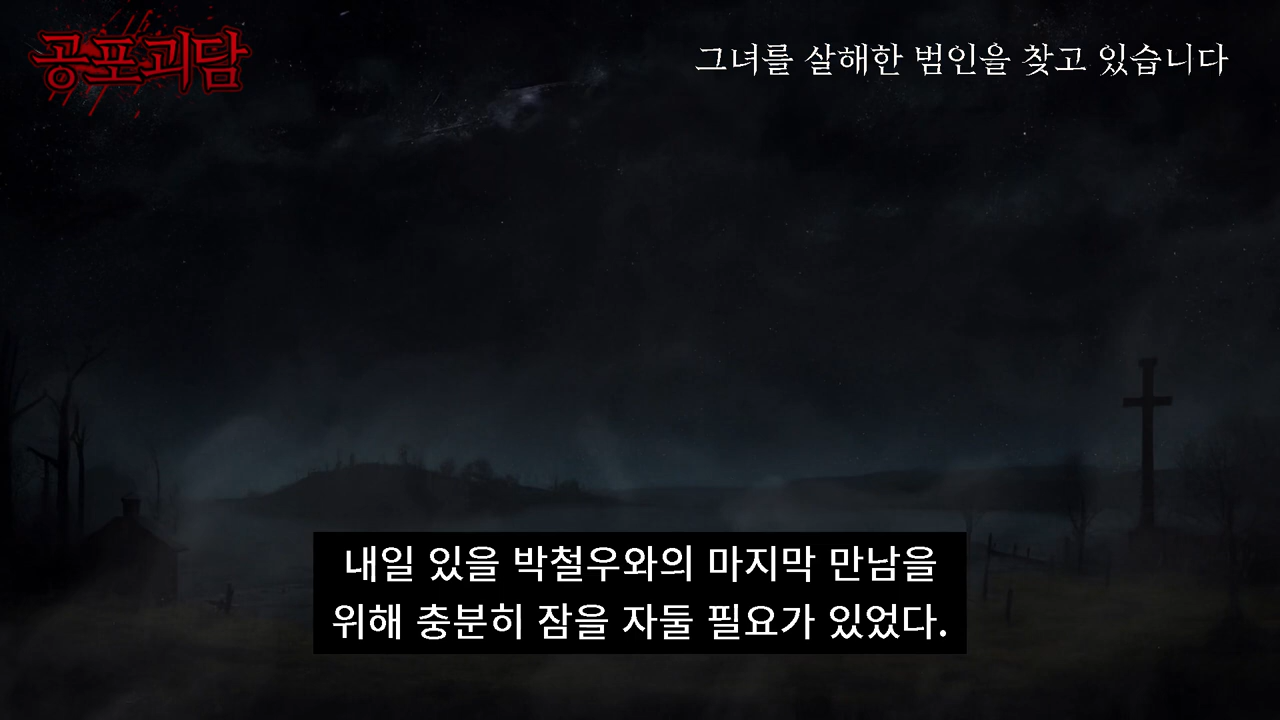 공포괴담
그녀를 살해한 범인을 찾고 있습니다
내일 있을 박철우와의 마지막 만남을
위해 충분히 잠을 자둘 필요가 있었다.